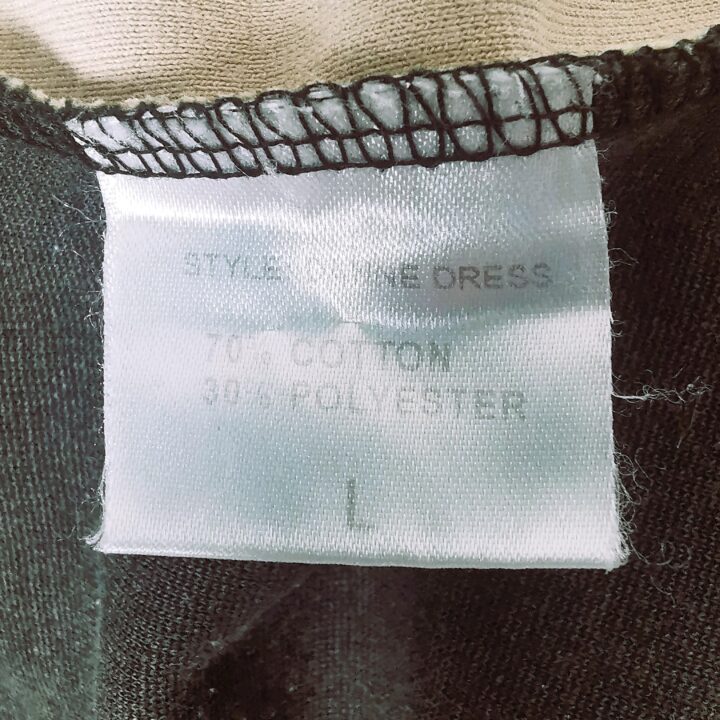 STYLE DRESS
70% COTTON
30% POLYESTER
L